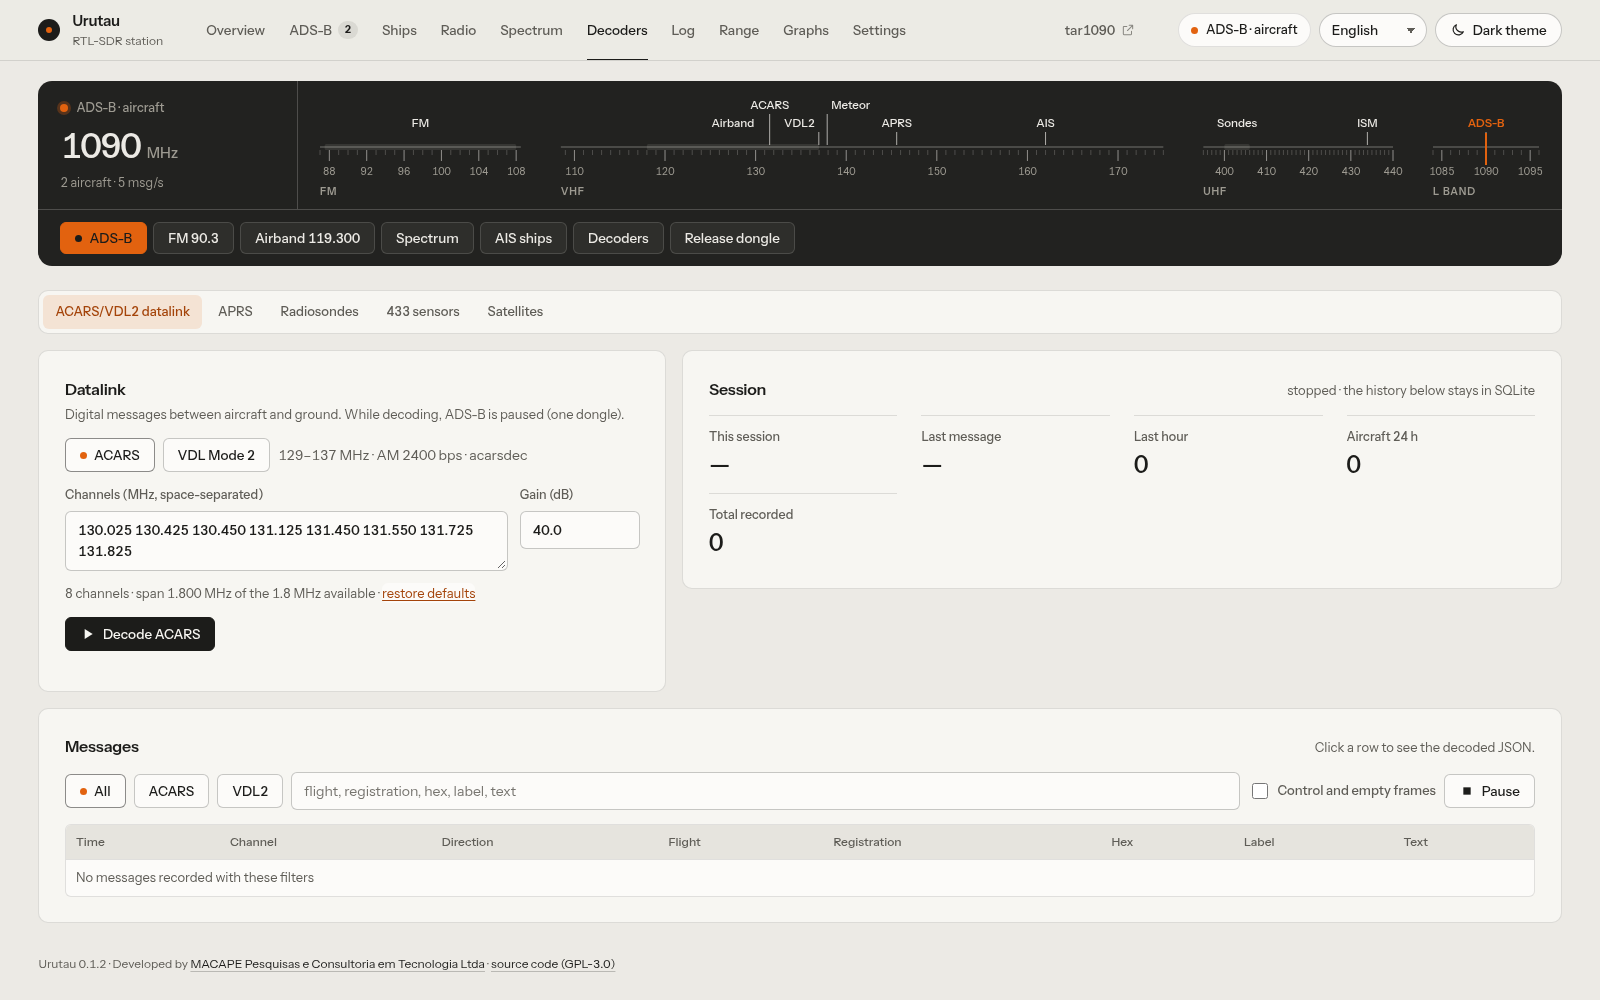 Urutau
RTL-SDR station
Overview ADS-B 2 Ships Radio Spectrum Decoders Log Range Graphs Settings
tar1090 ADS-B·aircraft English Dark theme
ADS-B·aircraft
1090 MHz
2 aircraft·5 msg/s
ACARS Meteor
FM Airband VDL2 APRS AIS Sondes ISM ADS-B
88 92 96 100 104 108 110 120 130 140 150 160 170 400 410 420 430 440 1085 1090 1095
FM VHF UHF L BAND
ADS-B FM 90.3 Airband 119.300 Spectrum AIS ships Decoders Release dongle
ACARS/VDL2 datalink APRS Radiosondes 433 sensors Satellites
Datalink
Digital messages between aircraft and ground. While decoding, ADS-B is paused (one dongle).
ACARS VDL Mode 2 129–137 MHz·AM 2400 bps·acarsdec
Channels (MHz, space-separated) Gain (dB)
130.025 130.425 130.450 131.125 131.450 131.550 131.725
131.825
40.0
8 channels·span 1.800 MHz of the 1.8 MHz available·restore defaults
Decode ACARS
Session stopped·the history below stays in SQLite
This session Last message Last hour Aircraft 24 h
— — 0 0
Total recorded
0
Messages Click a row to see the decoded JSON.
All ACARS VDL2 flight, registration, hex, label, text Control and empty frames Pause
Time Channel Direction Flight Registration Hex Label Text
No messages recorded with these filters
Urutau 0.1.2·Developed by MACAPE Pesquisas e Consultoria em Tecnologia Ltda·source code (GPL-3.0)